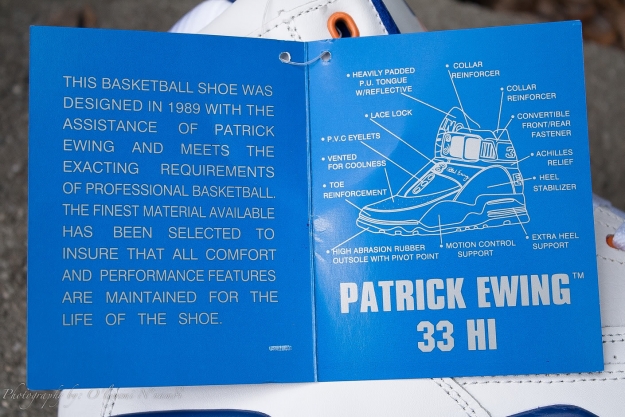 THIS BASKETBALL SHOE WAS
DESIGNED IN 1989 WITH THE
ASSISTANCE OF PATRICK
EWING AND MEETS THE
EXACTING REQUIREMENTS
OF PROFESSIONAL BASKETBALL.
THE FINEST MATERIAL AVAILABLE
HAS BEEN SELECTED TO
INSURE THAT ALL COMFORT
AND PERFORMANCE FEATURES
ARE MAINTAINED FOR THE
LIFE OF THE SHOE.
• HEAVILY PADDED
P.U. TONGUE
W/REFLECTIVE
• COLLAR
REINFORCER
• COLLAR
REINFORCER
• LACE LOCK
• CONVERTIBLE
FRONT/REAR
FASTENER
• P.V.C EYELETS
• ACHILLES
RELIEF
• VENTED
FOR COOLNESS
• HEEL
STABILIZER
• TOE
REINFORCEMENT
• HIGH ABRASION RUBBER
OUTSOLE WITH PIVOT POINT
MOTION CONTROL
SUPPORT
• EXTRA HEEL
SUPPORT
PATRICK EWING™
33 HI
Photography by: